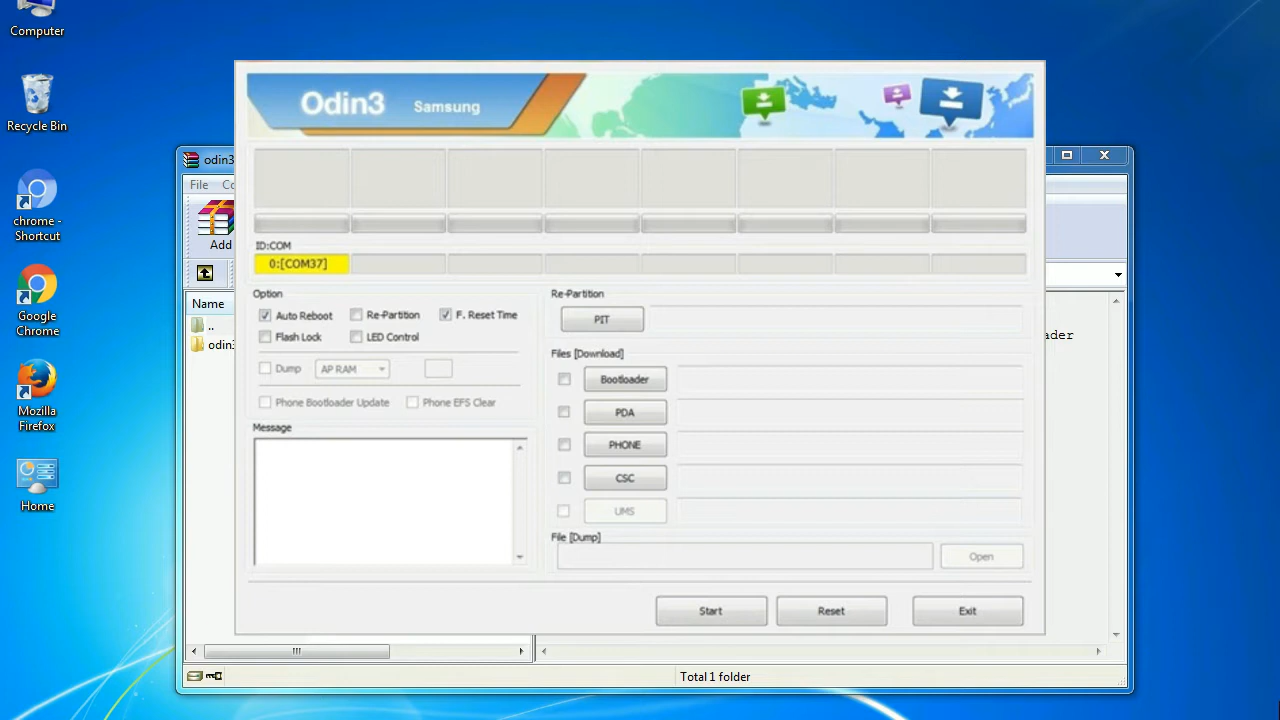 Computer
Recycle Bin
chrome -
Shortcut
Google
Chrome
Mozilla
Firefox
Home
odin3
File
Add
Name
..
odin3
Odin3 Samsung
ID:COM
0:[COM37]
Option
Auto Reboot Re-Partition F. Reset Time
Flash Lock LED Control
Dump AP RAM
Phone Bootloader Update Phone EFS Clear
Message
Re-Partition
PIT
Files [Download]
Bootloader
PDA
PHONE
CSC
UMS
File [Dump]
Open
Start Reset Exit
Total 1 folder